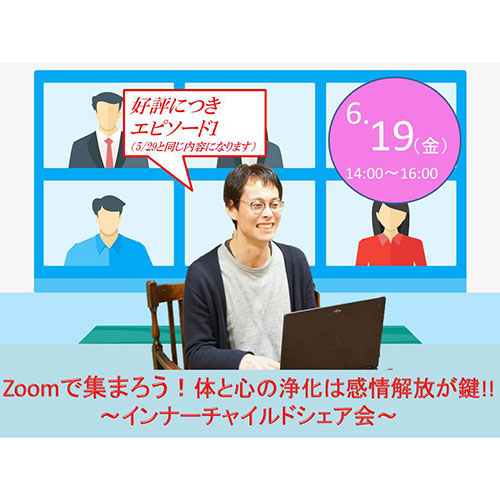 好評につき
エピソード1
(5/29と同じ内容になります)
6.
19(金)
14:00～16:00
Zoomで集まろう！体と心の浄化は感情解放が鍵!!
～インナーチャイルドシェア会～